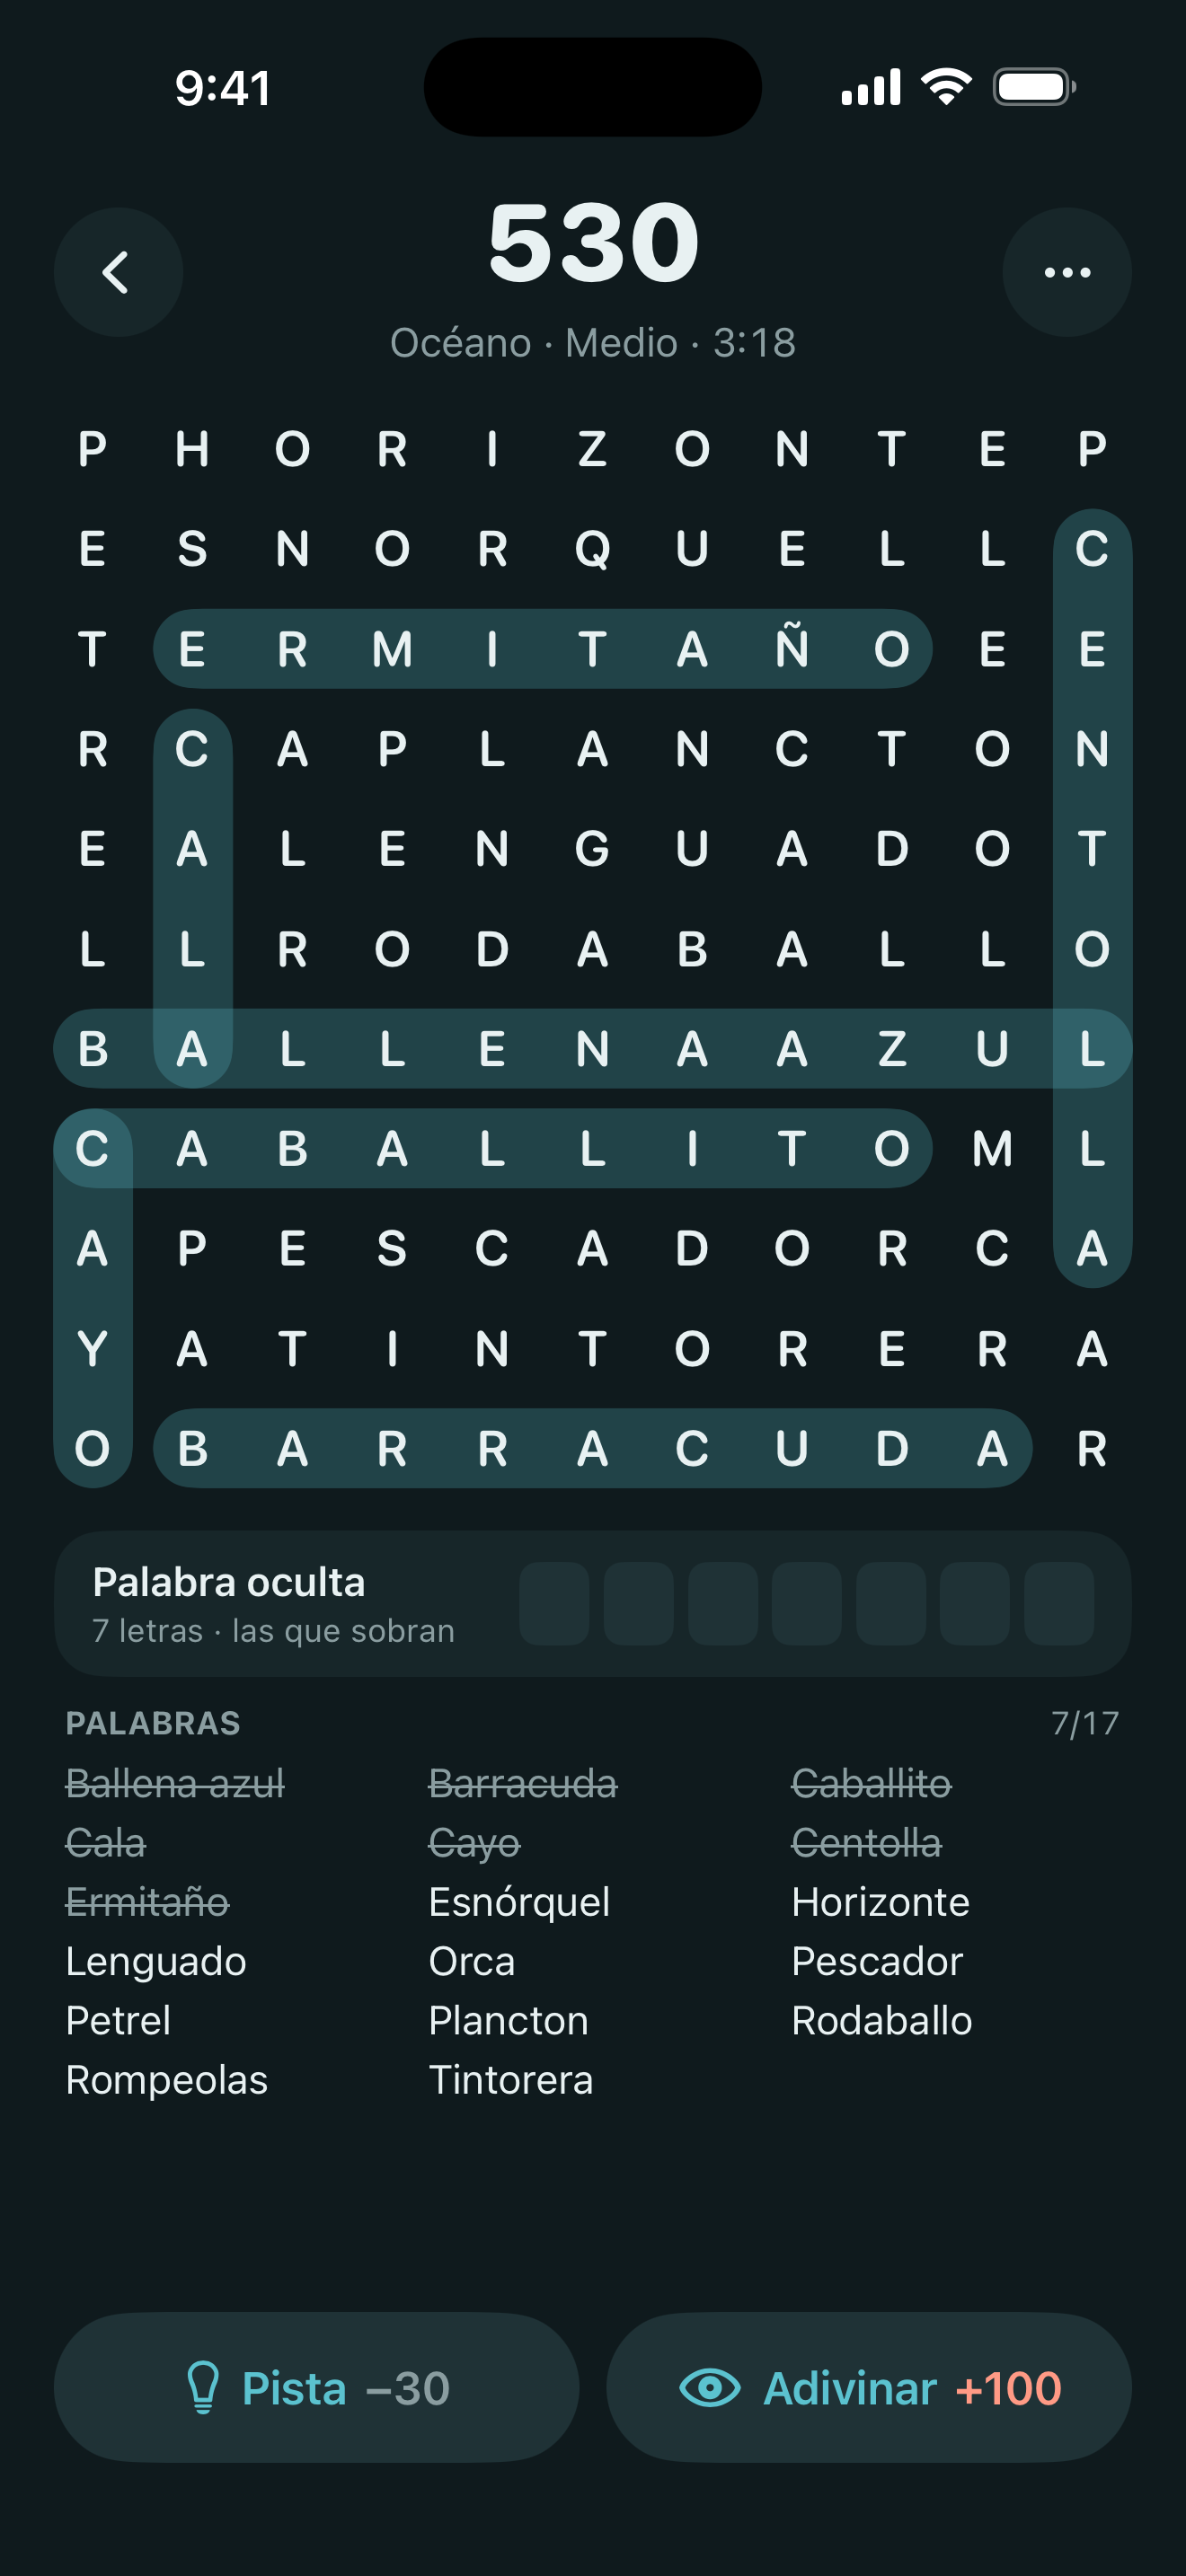 9:41
530
Océano · Medio · 3:18
P H O R I Z O N T E P
E S N O R Q U E L L C
T E R M I T A Ñ O E E
R C A P L A N C T O N
E A L E N G U A D O T
L L R O D A B A L L O
B A L L E N A A Z U L
C A B A L L I T O M L
A P E S C A D O R C A
Y A T I N T O R E R A
O B A R R A C U D A R
Palabra oculta
7 letras · las que sobran
PALABRAS 7/17
Ballena azul Barracuda Caballito
Cala Cayo Centolla
Ermitaño Esnórquel Horizonte
Lenguado Orca Pescador
Petrel Plancton Rodaballo
Rompeolas Tintorera
Pista −30 Adivinar +100